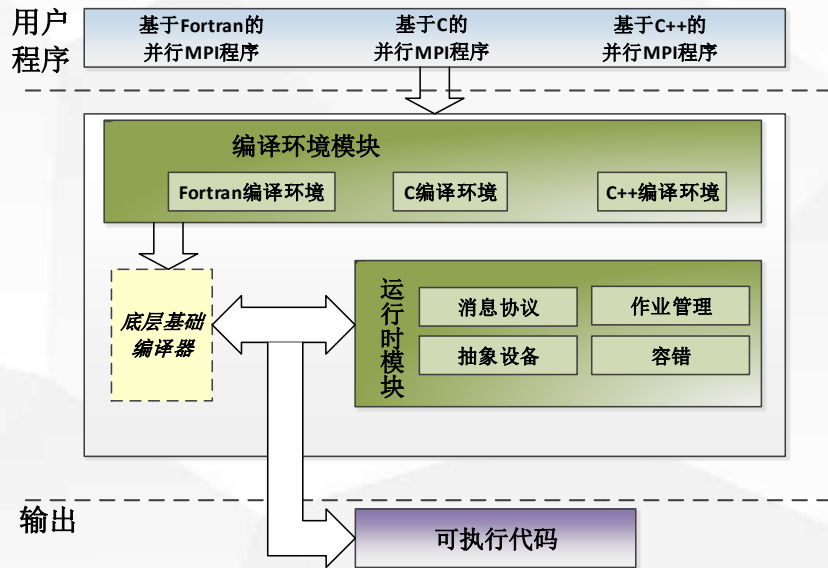 用户
程序
基于Fortran的
并行MPI程序
基于C的
并行MPI程序
基于C++的
并行MPI程序
编译环境模块
Fortran编译环境
C编译环境
C++编译环境
底层基础
编译器
运行时模块
消息协议
作业管理
抽象设备
容错
输出
可执行代码